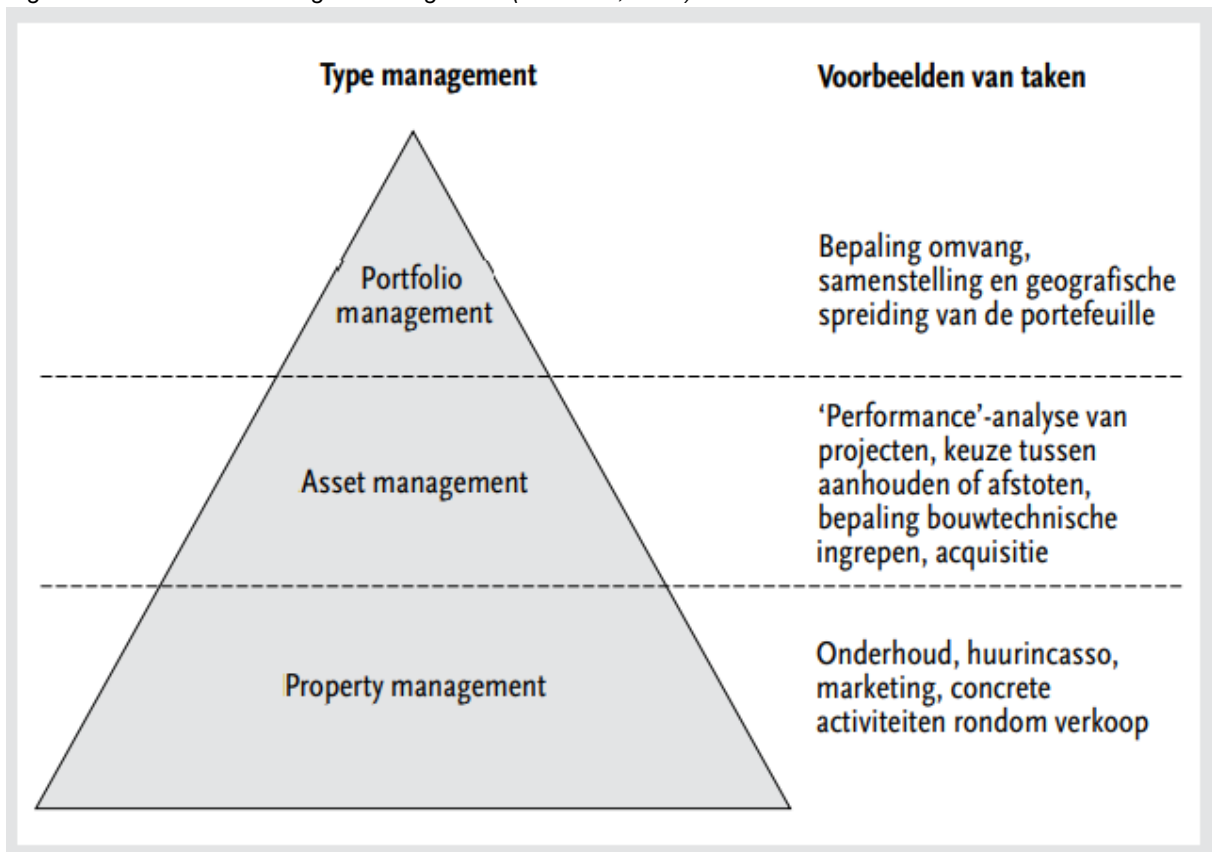 Type management
Voorbeelden van taken
Portfolio
management
Bepaling omvang,
samenstelling en geografische
spreiding van de portefeuille
Asset management
‘Performance’-analyse van
projecten, keuze tussen
aanhouden of afstoten,
bepaling bouwtechnische
ingrepen, acquisitie
Property management
Onderhoud, huurincasso,
marketing, concrete
activiteiten rondom verkoop